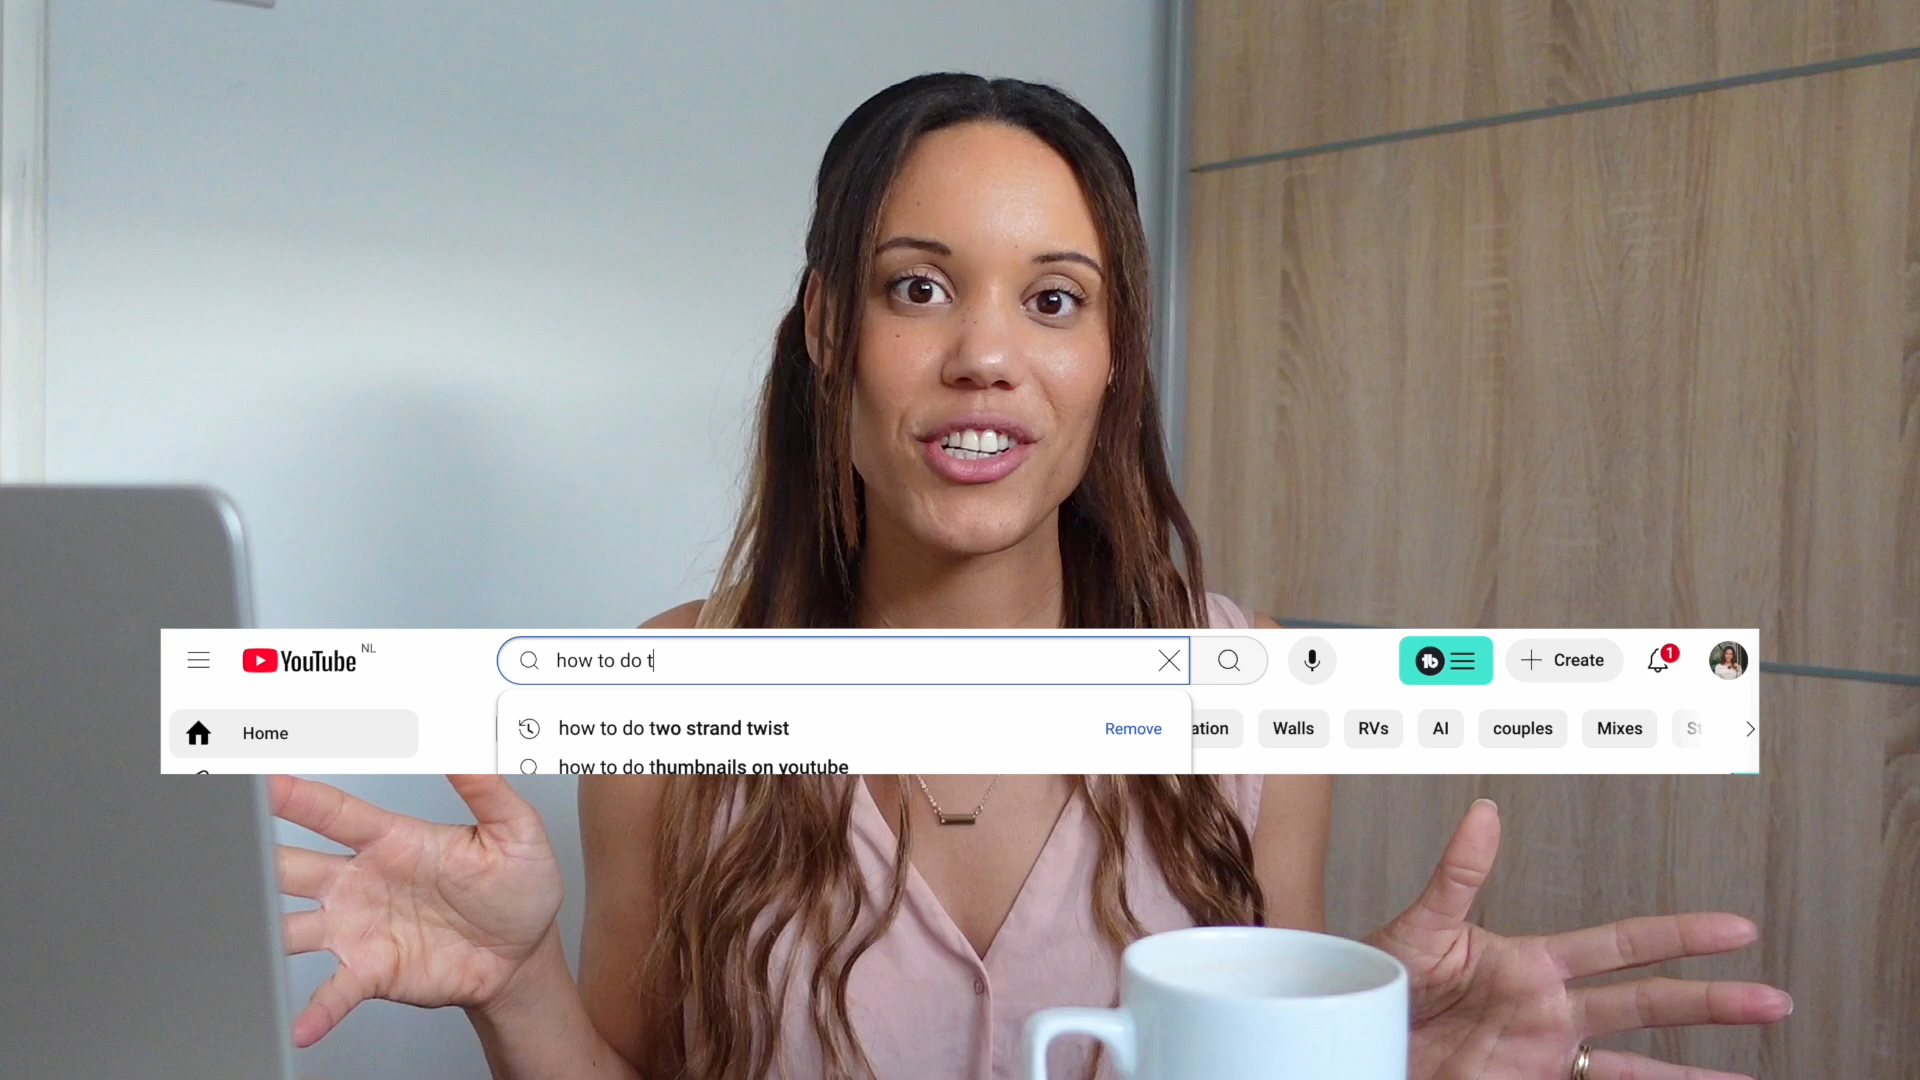 YouTube NL
how to do t
Create
1
Home
how to do two strand twist
Remove
ation
Walls
RVs
AI
couples
Mixes
St
how to do thumbnails on youtube